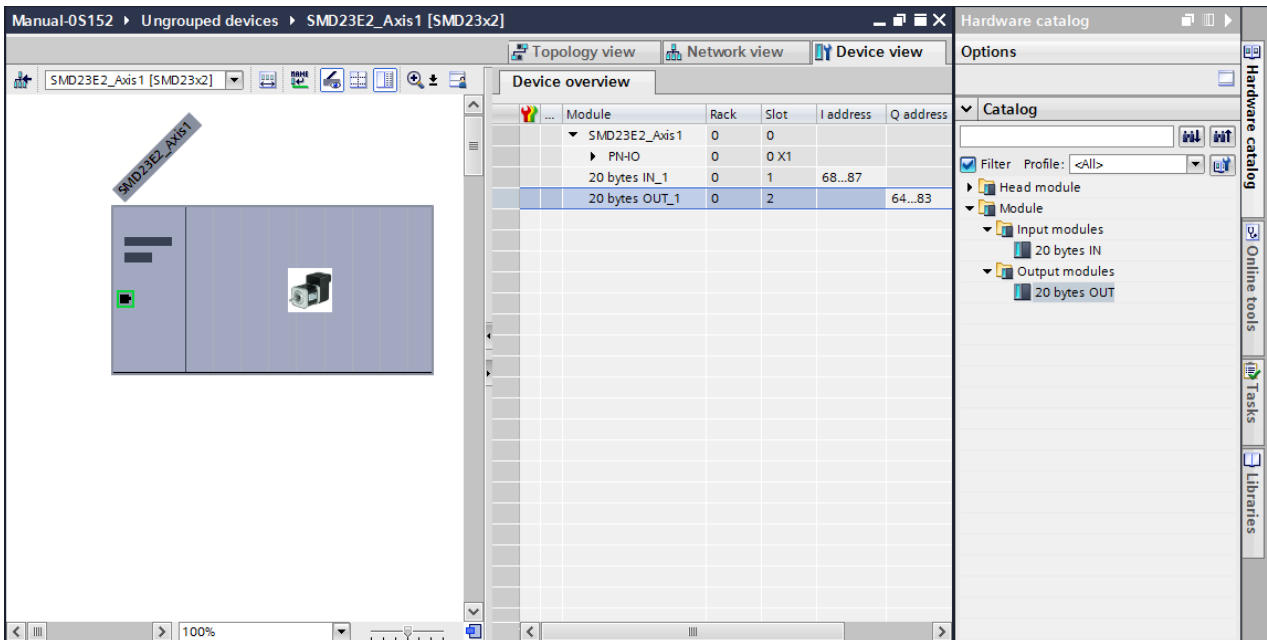 Manual-0S152 ▸ Ungrouped devices ▸ SMD23E2_Axis1 [SMD23x2]
Topology view Network view Device view
SMD23E2_Axis1 [SMD23x2]
SMD23E2_Axis1
100%
Device overview
... Module Rack Slot I address Q address
SMD23E2_Axis1 0 0
PN-IO 0 0 X1
20 bytes IN_1 0 1 68...87
20 bytes OUT_1 0 2 64...83
Hardware catalog
Options
Catalog
Filter Profile: <All>
Head module
Module
Input modules
20 bytes IN
Output modules
20 bytes OUT
Hardware catalog
Online tools
Tasks
Libraries